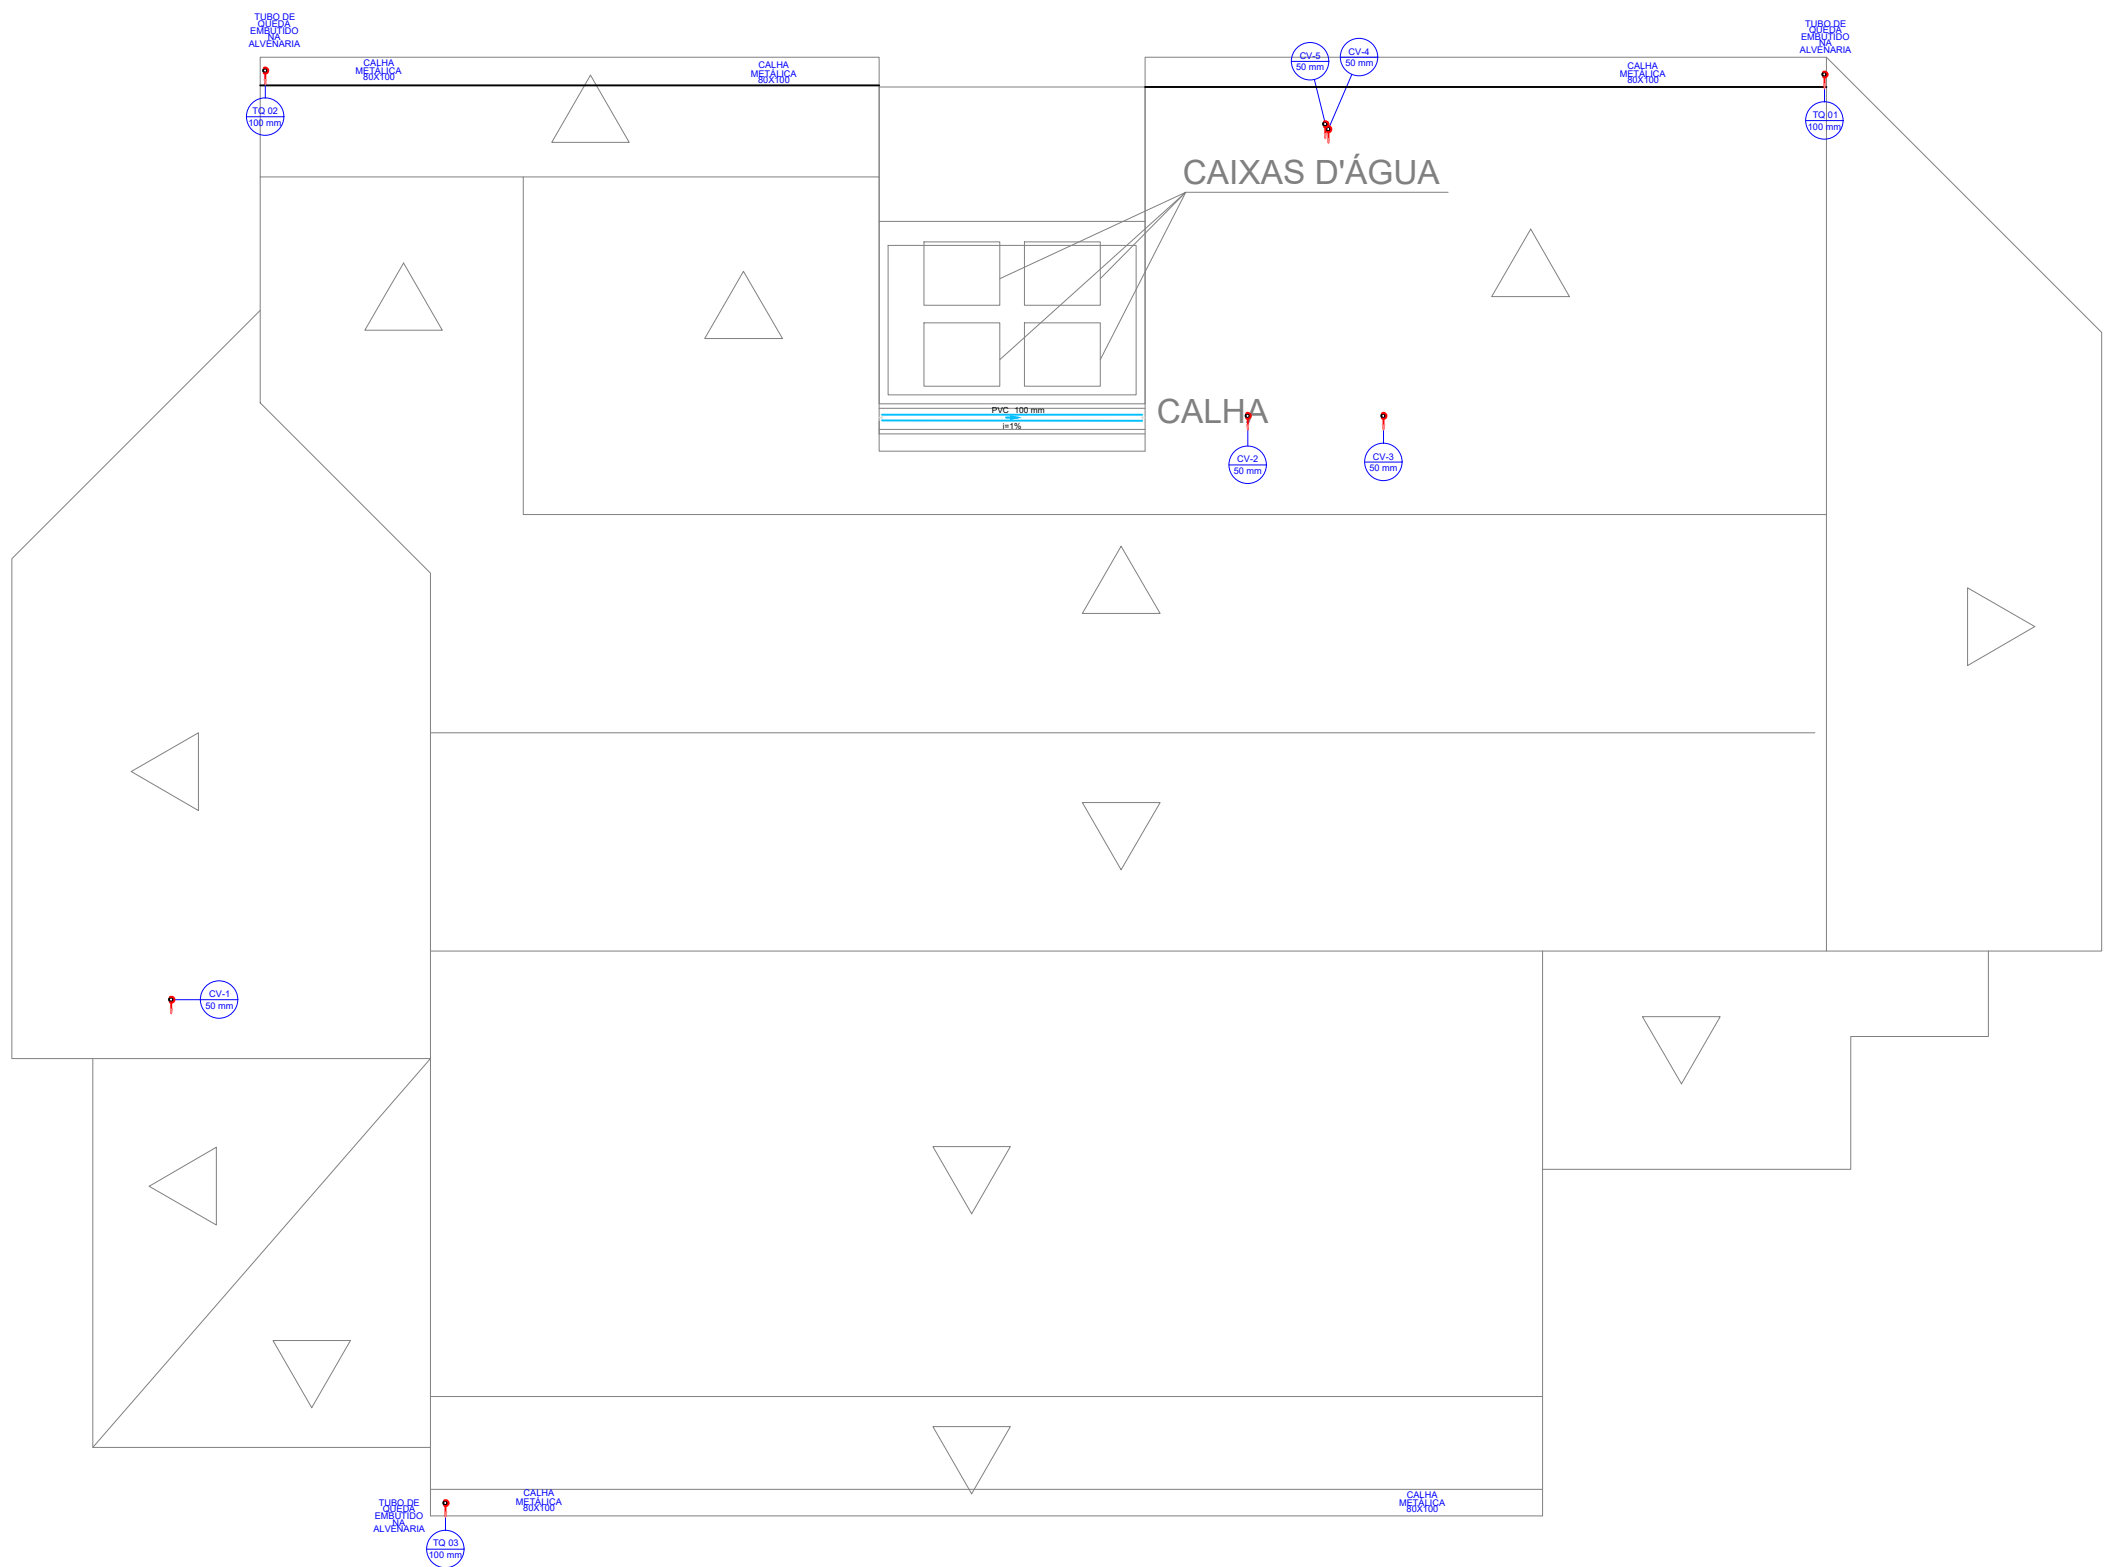 TUBO DE
QUEDA
EMBUTIDO
NA
ALVENARIA
CALHA
METÁLICA
80X100
CALHA
METÁLICA
80X100
CV-5
50 mm
CV-4
50 mm
CALHA
METÁLICA
80X100
TUBO DE
QUEDA
EMBUTIDO
NA
ALVENARIA
TQ 02
100 mm
TQ 01
100 mm
CAIXAS D'ÁGUA
PVC 100 mm
i=1%
CALHA
CV-2
50 mm
CV-3
50 mm
CV-1
50 mm
TUBO DE
QUEDA
EMBUTIDO
NA
ALVENARIA
CALHA
METÁLICA
80X100
CALHA
METÁLICA
80X100
TQ 03
100 mm